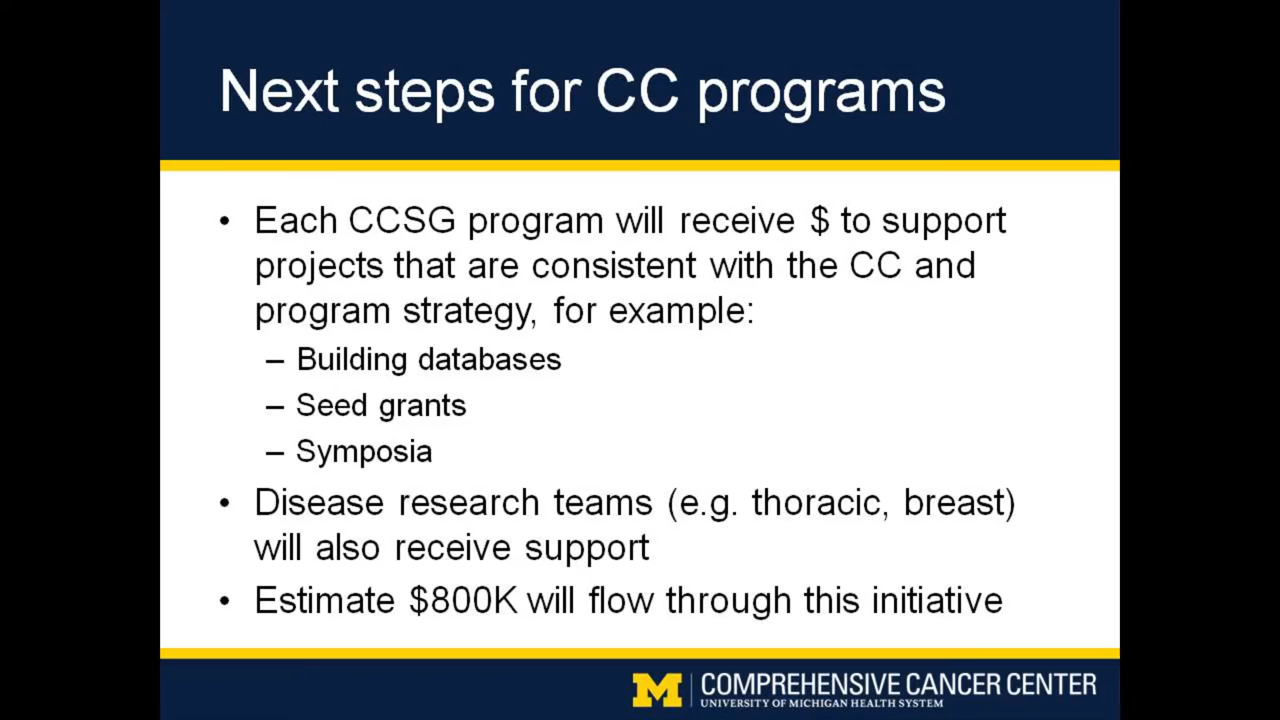 Next steps for CC programs
• Each CCSG program will receive $ to support
projects that are consistent with the CC and
program strategy, for example:
– Building databases
– Seed grants
– Symposia
• Disease research teams (e.g. thoracic, breast)
will also receive support
• Estimate $800K will flow through this initiative
M COMPREHENSIVE CANCER CENTER
UNIVERSITY OF MICHIGAN HEALTH SYSTEM